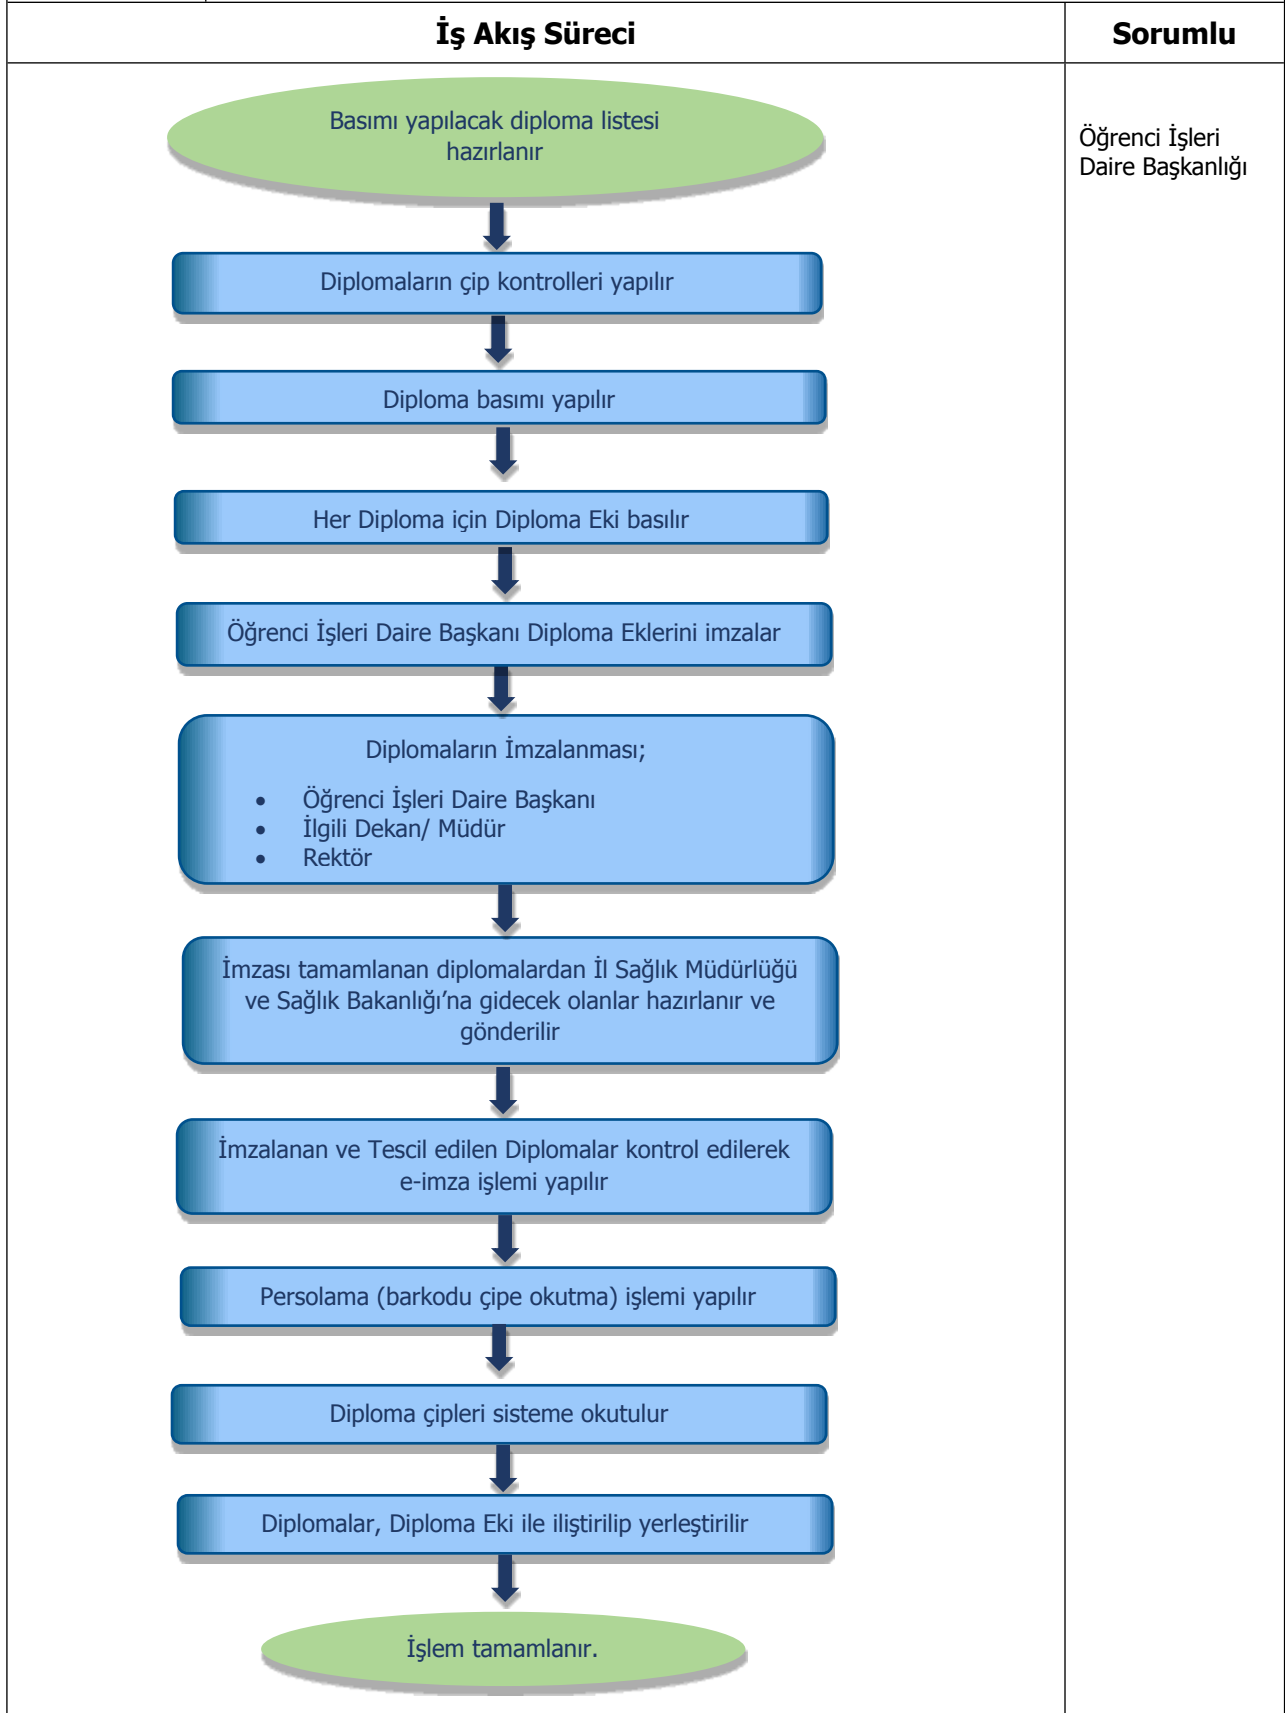 İş Akış Süreci
Sorumlu
Basımı yapılacak diploma listesi
hazırlanır
Öğrenci İşleri
Daire Başkanlığı
Diplomaların çip kontrolleri yapılır
Diploma basımı yapılır
Her Diploma için Diploma Eki basılır
Öğrenci İşleri Daire Başkanı Diploma Eklerini imzalar
Diplomaların İmzalanması;
• Öğrenci İşleri Daire Başkanı
• İlgili Dekan/ Müdür
• Rektör
İmzası tamamlanan diplomalardan İl Sağlık Müdürlüğü
ve Sağlık Bakanlığı’na gidecek olanlar hazırlanır ve
gönderilir
İmzalanan ve Tescil edilen Diplomalar kontrol edilerek
e-imza işlemi yapılır
Persolama (barkodu çipe okutma) işlemi yapılır
Diploma çipleri sisteme okutulur
Diplomalar, Diploma Eki ile iliştirilip yerleştirilir
İşlem tamamlanır.